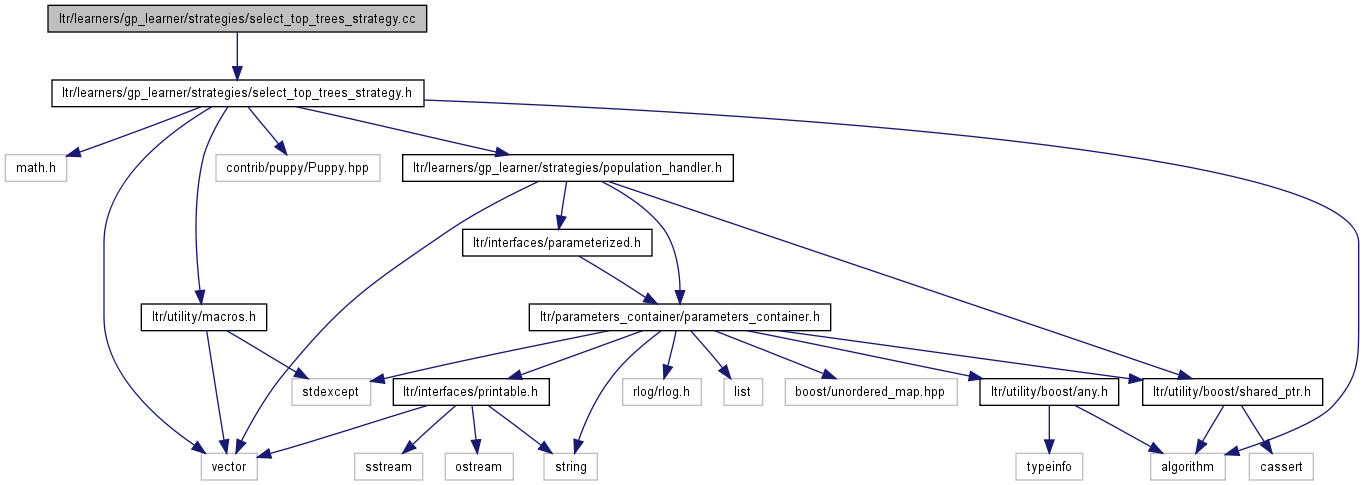 ltr/learners/gp_learner/strategies/select_top_trees_strategy.cc
ltr/learners/gp_learner/strategies/select_top_trees_strategy.h
math.h
contrib/puppy/Puppy.hpp
ltr/learners/gp_learner/strategies/population_handler.h
ltr/interfaces/parameterized.h
ltr/utility/macros.h
ltr/parameters_container/parameters_container.h
stdexcept
ltr/interfaces/printable.h
rlog/rlog.h
list
boost/unordered_map.hpp
ltr/utility/boost/any.h
ltr/utility/boost/shared_ptr.h
vector
sstream
ostream
string
typeinfo
algorithm
cassert